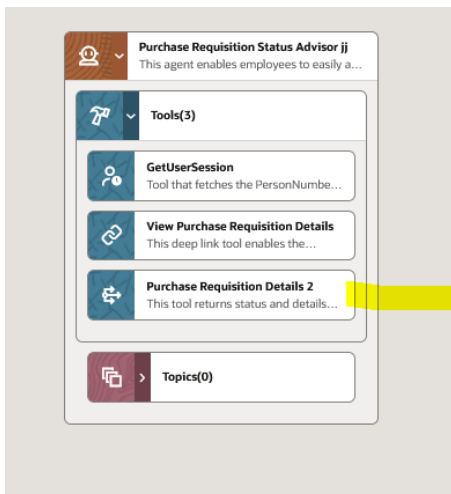 Purchase Requisition Status Advisor jj
This agent enables employees to easily a...
Tools(3)
GetUserSession
Tool that fetches the PersonNumbe...
View Purchase Requisition Details
This deep link tool enables the...
Purchase Requisition Details 2
This tool returns status and details...
Topics(0)